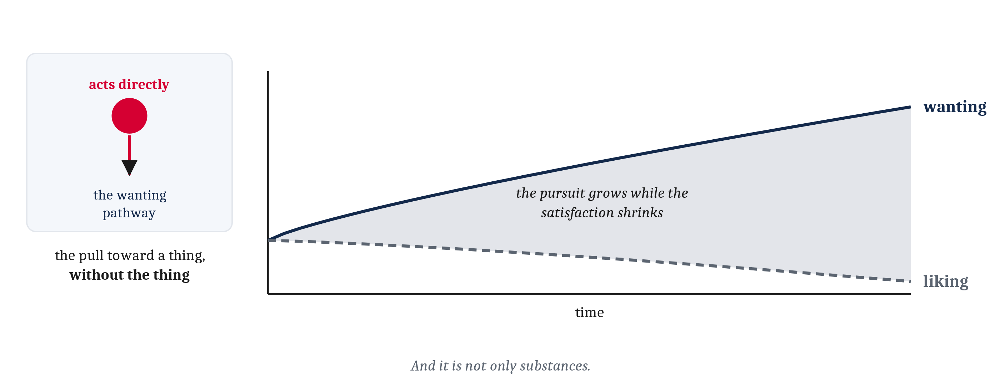 acts directly
the wanting
pathway
the pull toward a thing,
without the thing
wanting
the pursuit grows while the
satisfaction shrinks
liking
time
And it is not only substances.